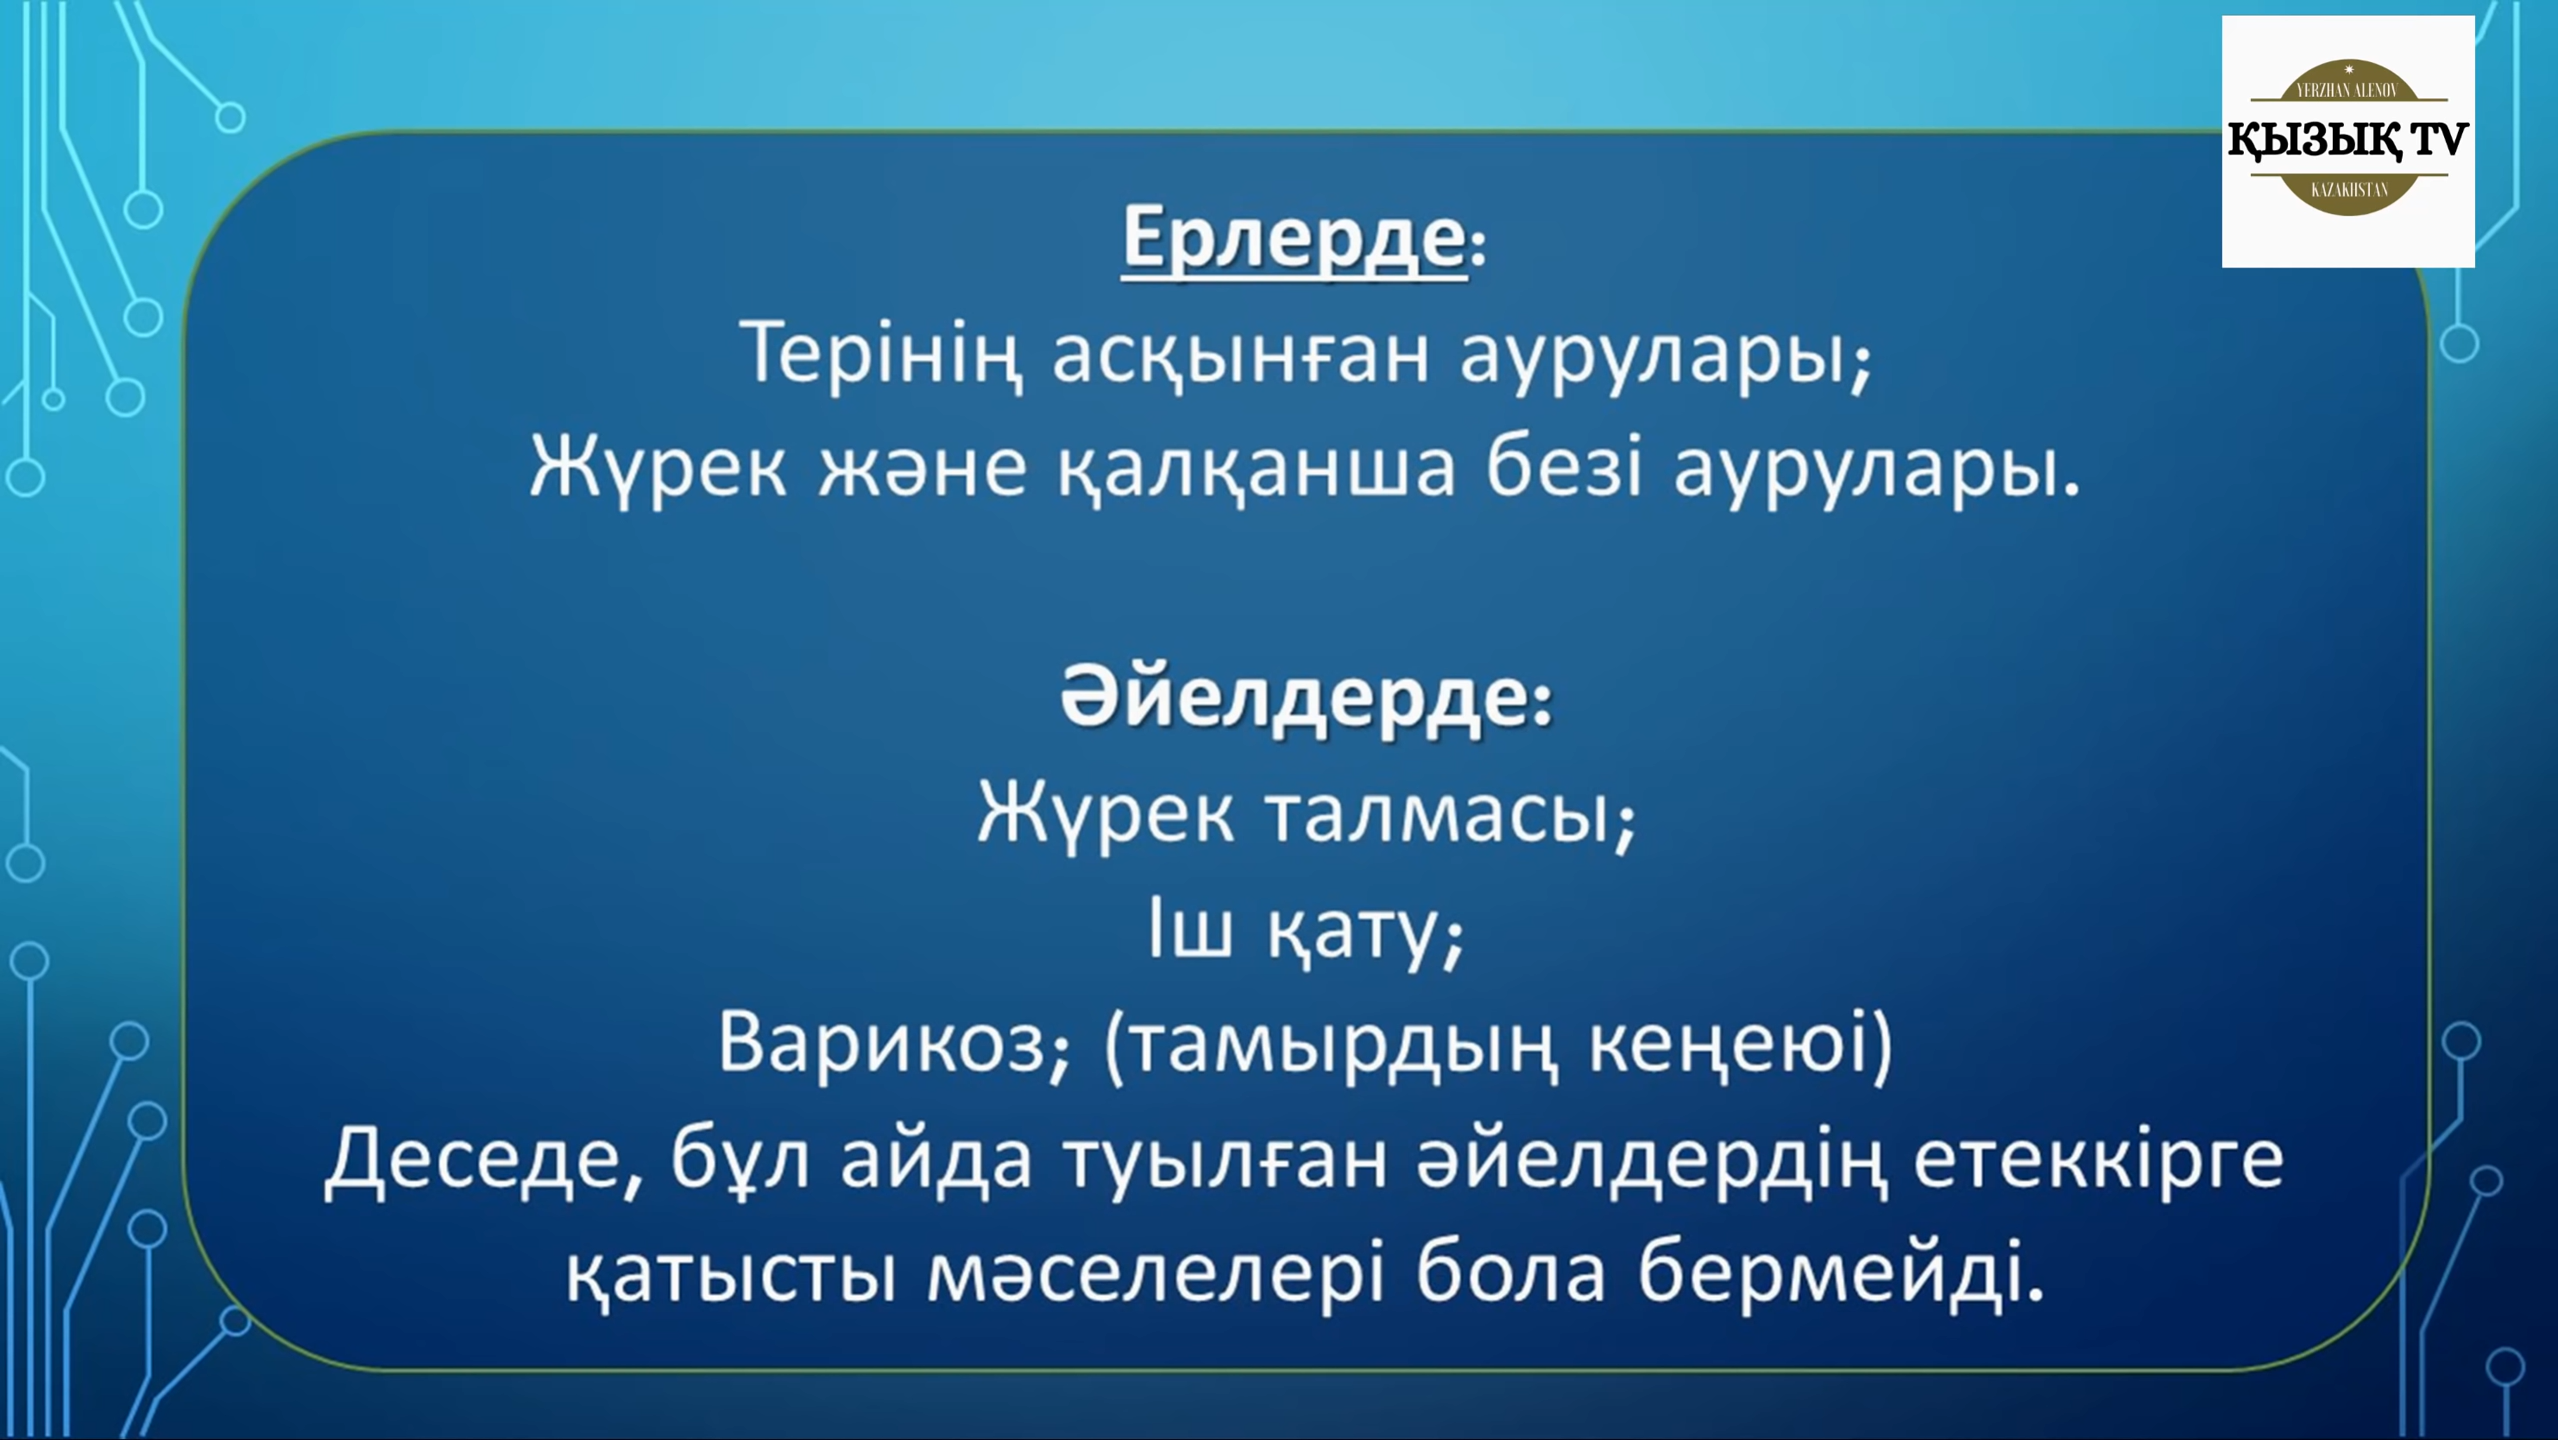 YERZHAN ALENOV
ҚЫЗЫҚ TV
KAZAKHSTAN
Ерлерде:
Терінің асқынған аурулары;
Жүрек және қалқанша безі аурулары.
Әйелдерде:
Жүрек талмасы;
Іш қату;
Варикоз; (тамырдың кеңеюі)
Деседе, бұл айда туылған әйелдердің етеккірге
қатысты мәселелері бола бермейді.